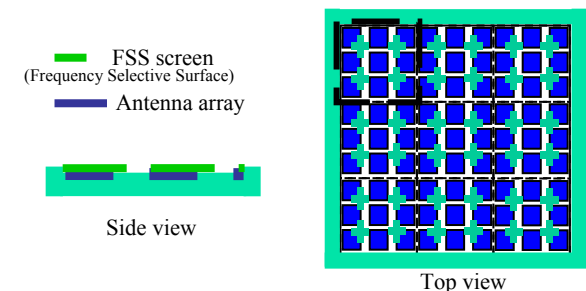 FSS screen
(Frequency Selective Surface)
Antenna array
Side view
Top view